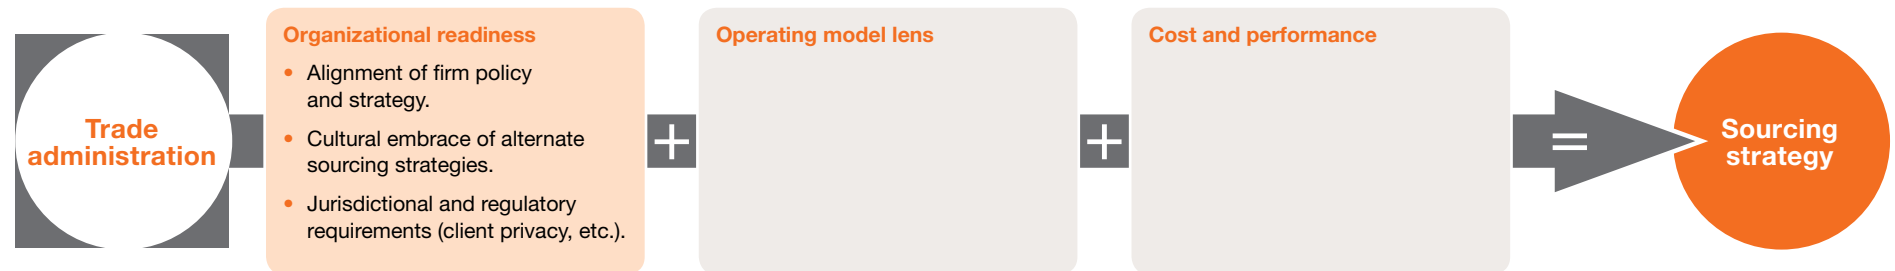 Trade
administration
Organizational readiness
• Alignment of firm policy
and strategy.
• Cultural embrace of alternate
sourcing strategies.
• Jurisdictional and regulatory
requirements (client privacy, etc.).
+
Operating model lens
+
Cost and performance
=
Sourcing
strategy